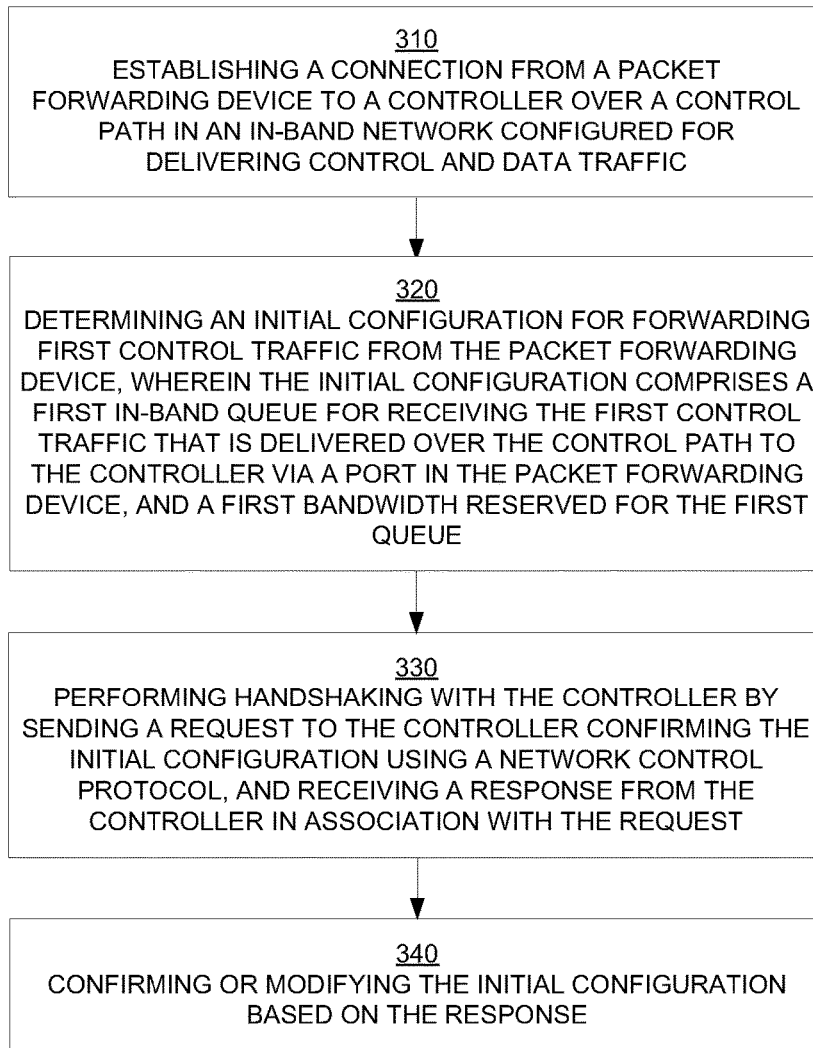 310
ESTABLISHING A CONNECTION FROM A PACKET
FORWARDING DEVICE TO A CONTROLLER OVER A CONTROL
PATH IN AN IN-BAND NETWORK CONFIGURED FOR
DELIVERING CONTROL AND DATA TRAFFIC
320
DETERMINING AN INITIAL CONFIGURATION FOR FORWARDING
FIRST CONTROL TRAFFIC FROM THE PACKET FORWARDING
DEVICE, WHEREIN THE INITIAL CONFIGURATION COMPRISES A
FIRST IN-BAND QUEUE FOR RECEIVING THE FIRST CONTROL
TRAFFIC THAT IS DELIVERED OVER THE CONTROL PATH TO
THE CONTROLLER VIA A PORT IN THE PACKET FORWARDING
DEVICE, AND A FIRST BANDWIDTH RESERVED FOR THE FIRST
QUEUE
330
PERFORMING HANDSHAKING WITH THE CONTROLLER BY
SENDING A REQUEST TO THE CONTROLLER CONFIRMING THE
INITIAL CONFIGURATION USING A NETWORK CONTROL
PROTOCOL, AND RECEIVING A RESPONSE FROM THE
CONTROLLER IN ASSOCIATION WITH THE REQUEST
340
CONFIRMING OR MODIFYING THE INITIAL CONFIGURATION
BASED ON THE RESPONSE